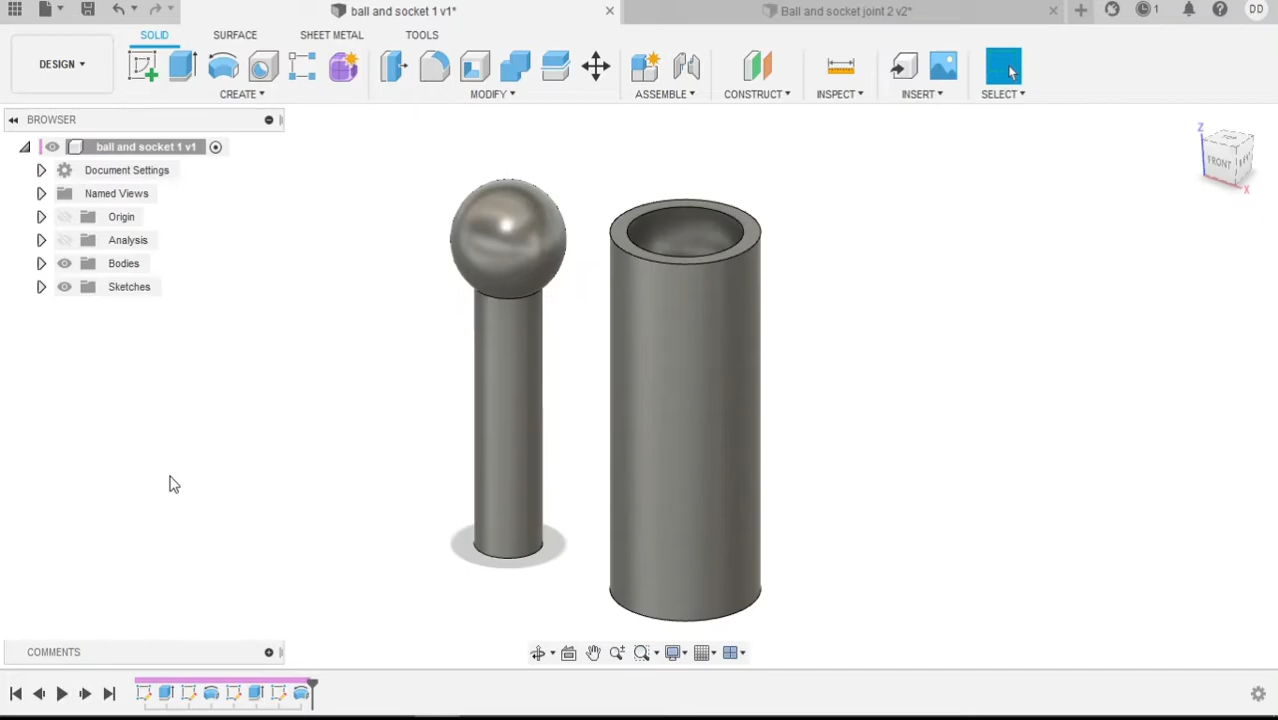 ball and socket 1 v1*
Ball and socket joint 2 v2*
1
DD
SOLID
SURFACE
SHEET METAL
TOOLS
DESIGN
CREATE
MODIFY
ASSEMBLE
CONSTRUCT
INSPECT
INSERT
SELECT
BROWSER
ball and socket 1 v1
Document Settings
Named Views
Origin
Analysis
Bodies
Sketches
Z
FRONT
X
COMMENTS